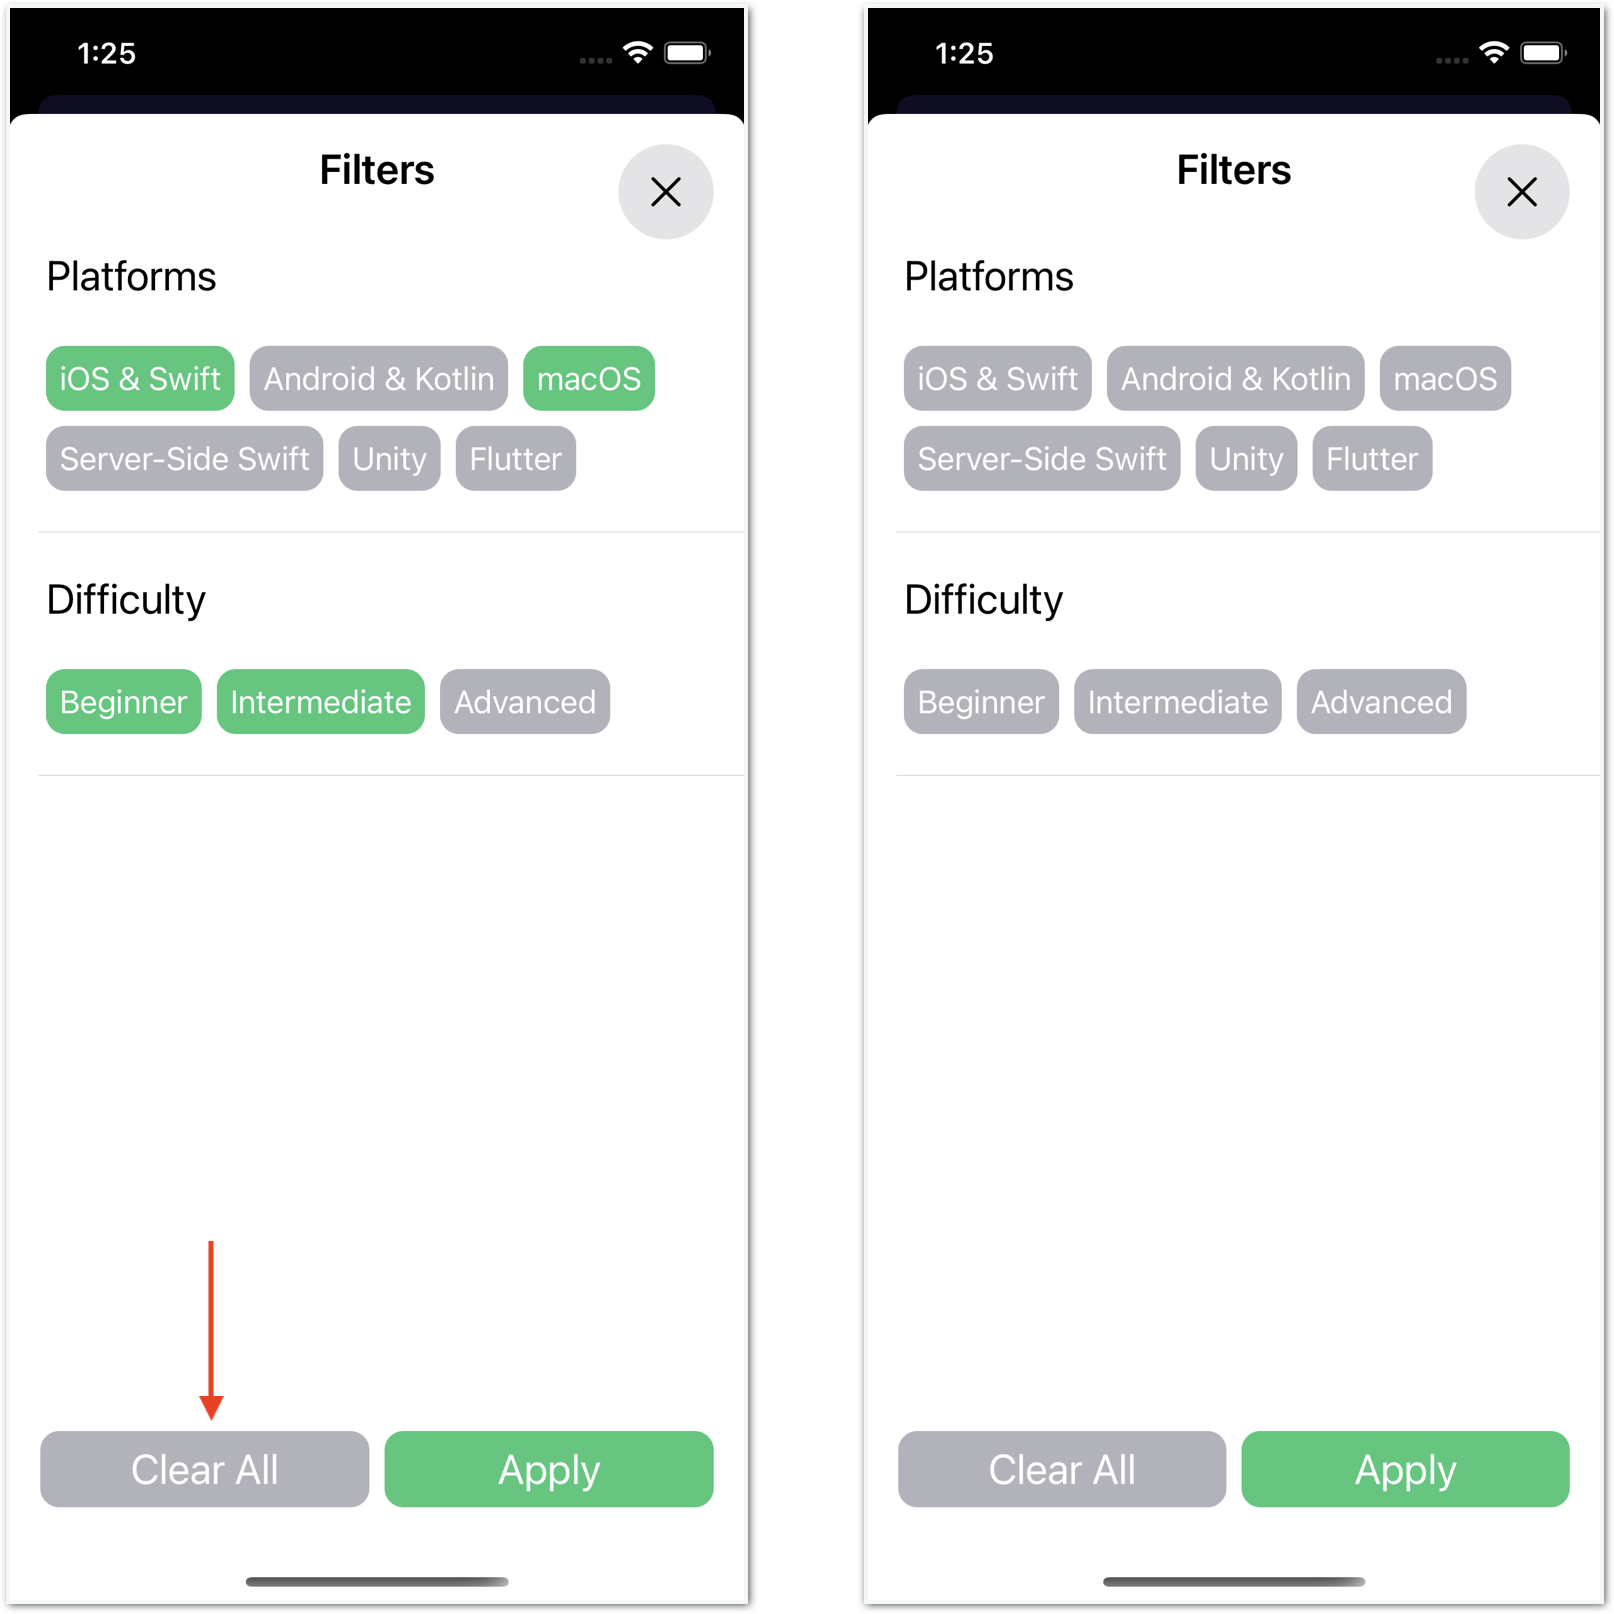 1:25
Filters
Platforms
iOS & Swift
Android & Kotlin
macOS
Server-Side Swift
Unity
Flutter
Difficulty
Beginner
Intermediate
Advanced
Clear All
Apply
1:25
Filters
Platforms
iOS & Swift
Android & Kotlin
macOS
Server-Side Swift
Unity
Flutter
Difficulty
Beginner
Intermediate
Advanced
Clear All
Apply